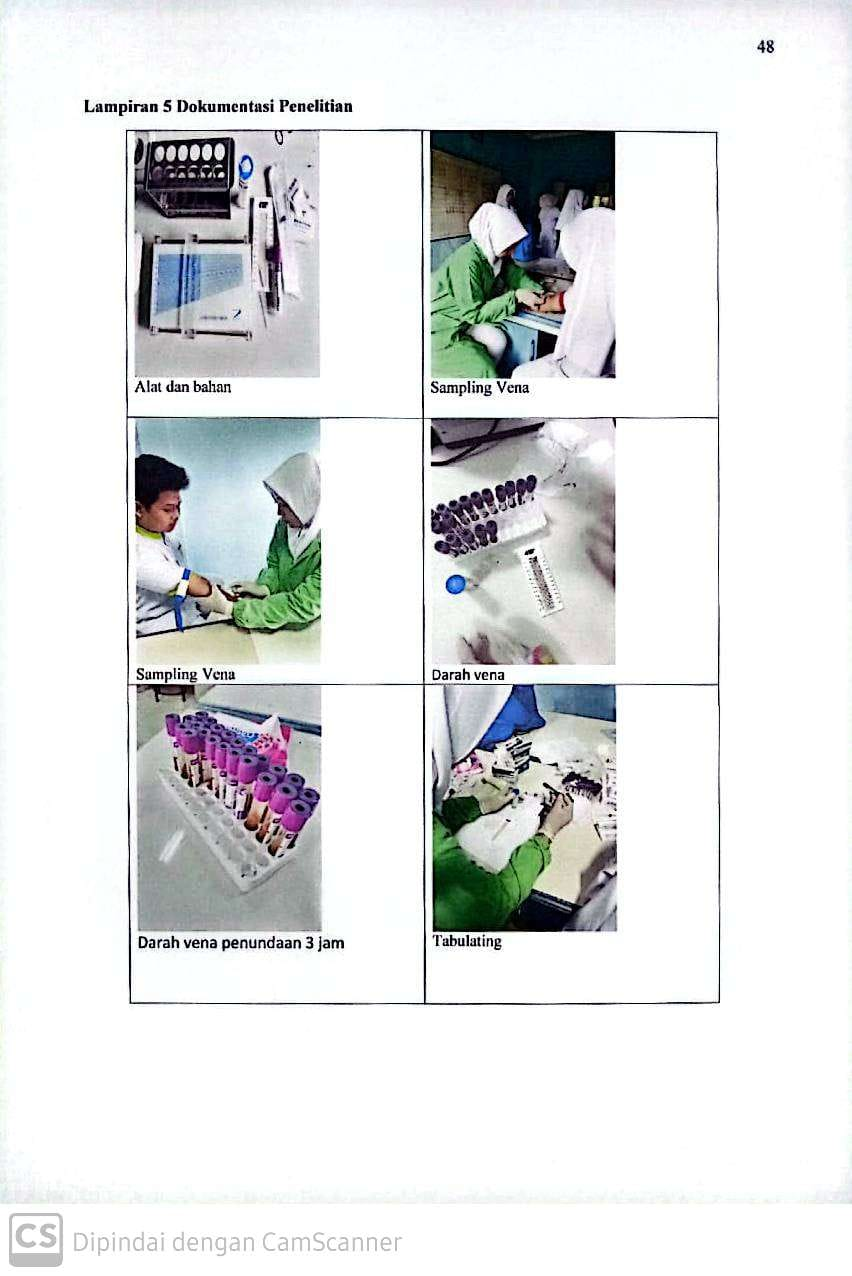 48
Lampiran 5 Dokumentasi Penelitian
Alat dan bahan
Sampling Vena
Sampling Vena
Darah vena
Darah vena penundaan 3 jam
Tabulating
CS Dipindai dengan CamScanner